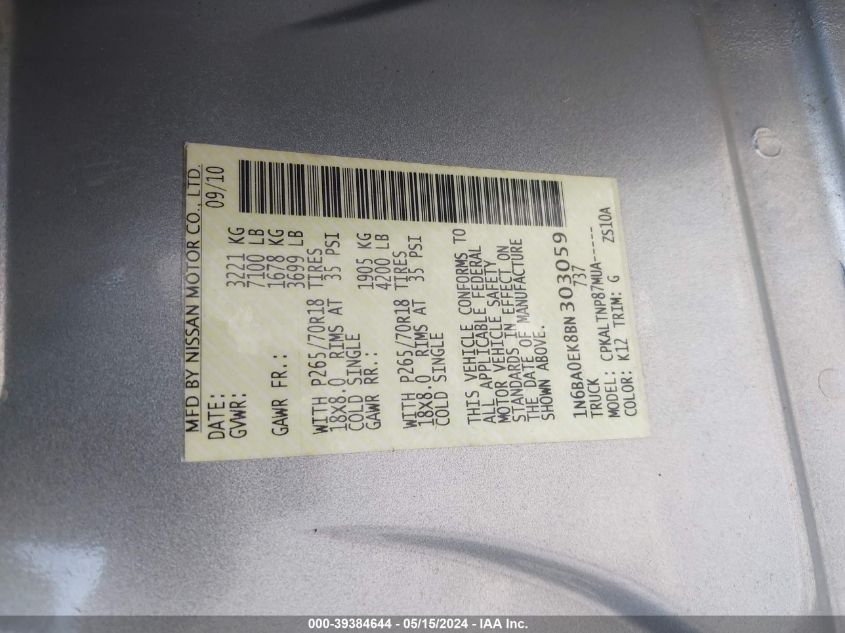 MFD BY NISSAN MOTOR CO., LTD.
DATE: 09/10
GVWR: 3221 KG
7100 LB
GAWR FR.: 1678 KG
3699 LB
WITH P265/70R18 TIRES
18X8.0 RIMS AT 35 PSI
COLD SINGLE
GAWR RR.: 1905 KG
4200 LB
WITH P265/70R18 TIRES
18X8.0 RIMS AT 35 PSI
COLD SINGLE
THIS VEHICLE CONFORMS TO
ALL APPLICABLE FEDERAL
MOTOR VEHICLE SAFETY
STANDARDS IN EFFECT ON
THE DATE OF MANUFACTURE
SHOWN ABOVE.
1N6BA0EK8BN303059
TRUCK 737
MODEL: CPKALTNP87MUA-----
COLOR: K12 TRIM: G ZS10A
000-39384644 - 05/15/2024 - IAA Inc.